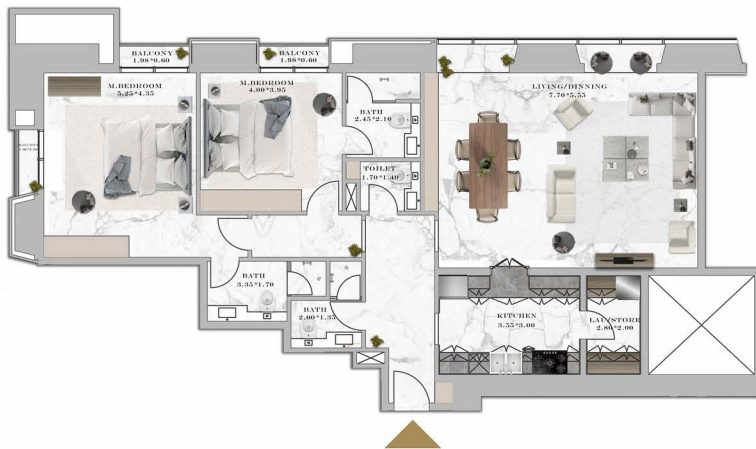 BALCONY
1.98*0.60
BALCONY
1.98*0.60
M.BEDROOM
5.25*4.35
M.BEDROOM
4.00*3.95
LIVING/DINNING
7.70*5.55
BATH
2.45*2.10
BALCONY
TOILET
1.70*1.40
BATH
3.35*1.70
BATH
2.00*1.35
KITCHEN
3.55*3.00
LAU/STORE
2.80*2.00